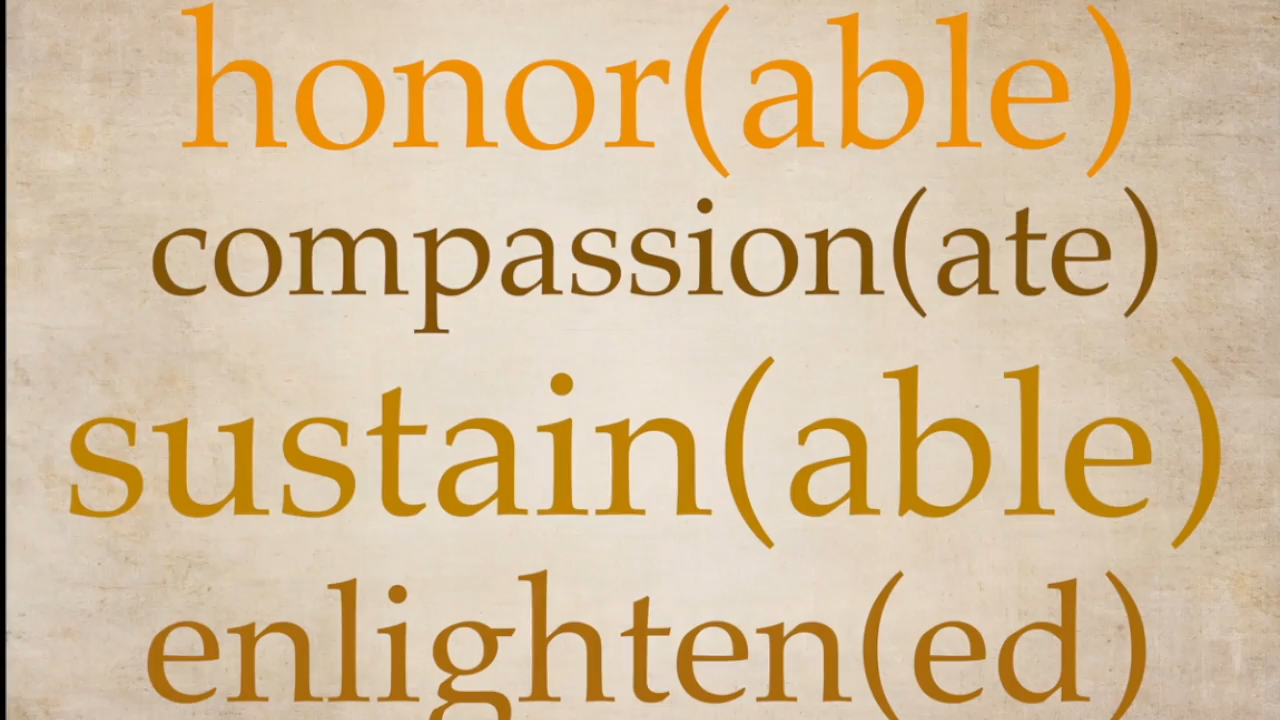 honor(able)
compassion(ate)
sustain(able)
enlighten(ed)